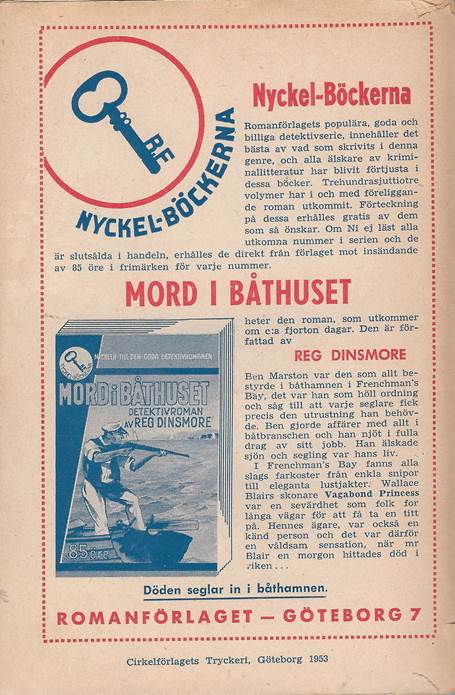 RF
NYCKEL-BÖCKERNA
Nyckel-Böckerna
Romanförlagets populära, goda och
billiga detektivserie, innehåller det
bästa av vad som skrivits i denna
genre, och alla älskare av krimi-
nallitteratur har blivit förtjusta i
dessa böcker. Trehundrasjuttiotre
volymer har i och med föreliggan-
de roman utkommit. Förteckning
på dessa erhålles gratis av dem
som så önskar. Om Ni ej läst alla
utkomna nummer i serien och de
är slutsålda i handeln, erhålles de direkt från förlaget mot insändande
av 85 öre i frimärken för varje nummer.
MORD I BÅTHUSET
heter den roman, som utkommer
om c:a fjorton dagar. Den är för-
fattad av
REG DINSMORE
Ben Marston var den som allt be-
styrde i båthamnen i Frenchman's
Bay, det var han som höll ordning
och såg till att varje seglare fick
precis den utrustning han behöv-
de. Ben gjorde affärer med allt i
båtbranschen och han njöt i fulla
drag av sitt jobb. Han älskade
sjön och segling var hans liv.
I Frenchman's Bay fanns alla
slags farkoster från enkla snipor
till eleganta lustjakter. Wallace
Blairs skonare Vagabond Princess
var en sevärdhet som folk for
långa vägar för att få ta en titt
på. Hennes ägare, var också en
känd person och det var därför
en våldsam sensation, när mr
Blair en morgon hittades död i
viken . . .
NYCKELN TILL DEN GODA DETEKTIVROMANEN
MORD i BÅTHUSET
DETEKTIVROMAN
AV REG DINSMORE
85 öre
Döden seglar in i båthamnen.
ROMANFÖRLAGET — GÖTEBORG 7
Cirkelförlagets Tryckeri, Göteborg 1953